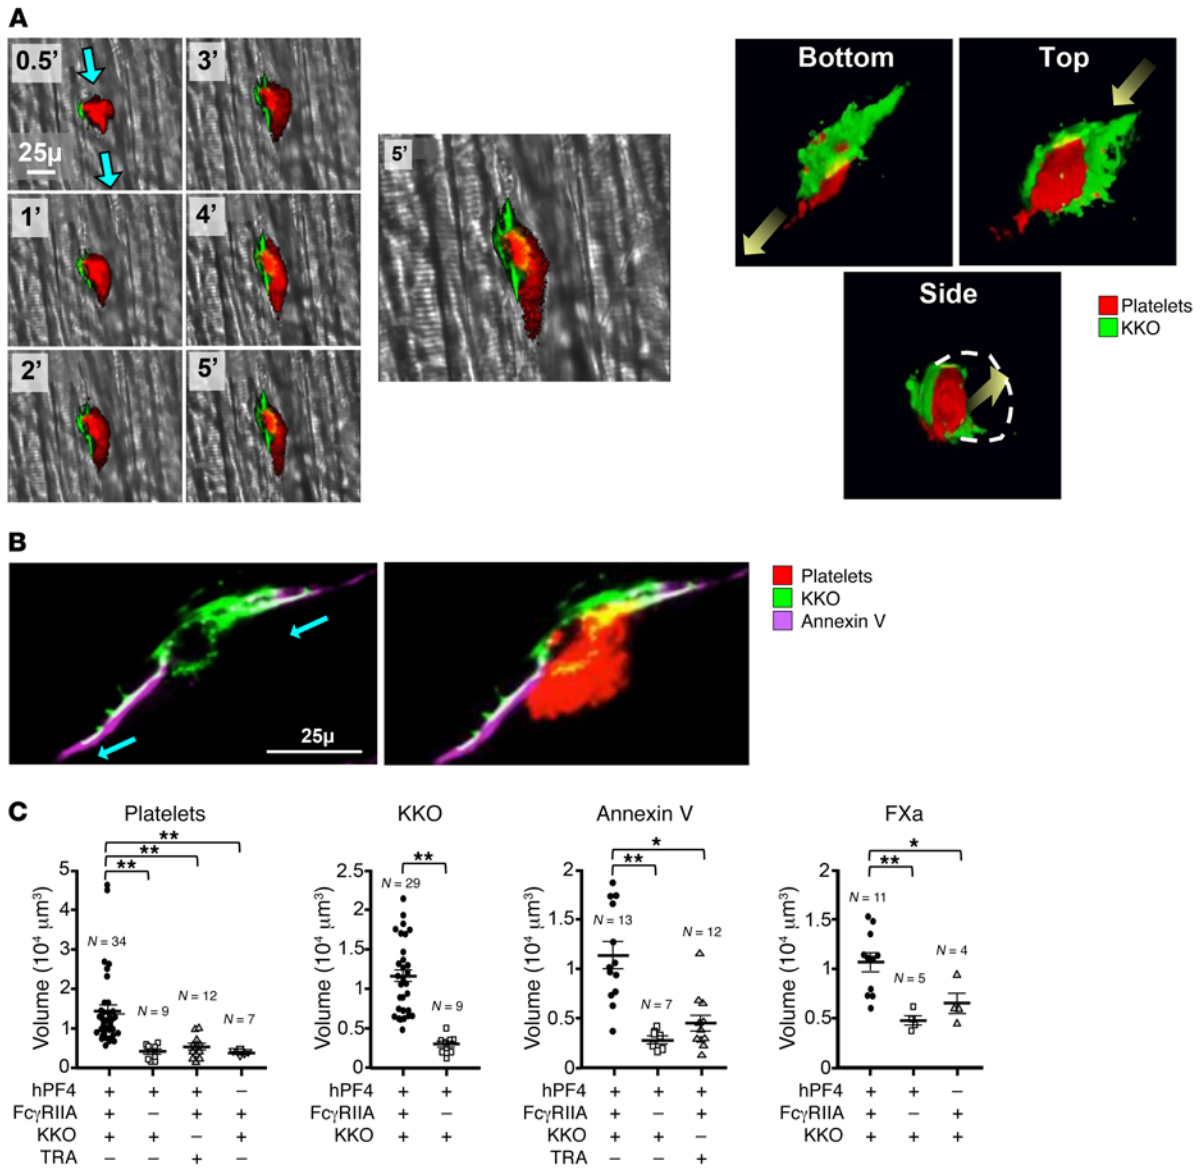 A
0.5’
25μ
3’
1’
4’
2’
5’
5’
Bottom
Top
Side
Platelets
KKO
B
25μ
Platelets
KKO
Annexin V
C
Platelets
**
**
**
Volume (10⁴ μm³)
5
4
3
2
1
0
N = 34
N = 9
N = 12
N = 7
hPF4 + + + –
FcγRIIA + – + +
KKO + + – +
TRA – – + –
KKO
**
Volume (10⁴ μm³)
2.5
2
1.5
1
0.5
0
N = 29
N = 9
hPF4 + +
FcγRIIA + –
KKO + +
Annexin V
*
**
Volume (10⁴ μm³)
2
1.5
1
0.5
0
N = 13
N = 7
N = 12
hPF4 + + +
FcγRIIA + – +
KKO + + –
TRA – – +
FXa
*
**
Volume (10⁴ μm³)
2
1.5
1
0.5
0
N = 11
N = 5
N = 4
hPF4 + + –
FcγRIIA + – +
KKO + + +